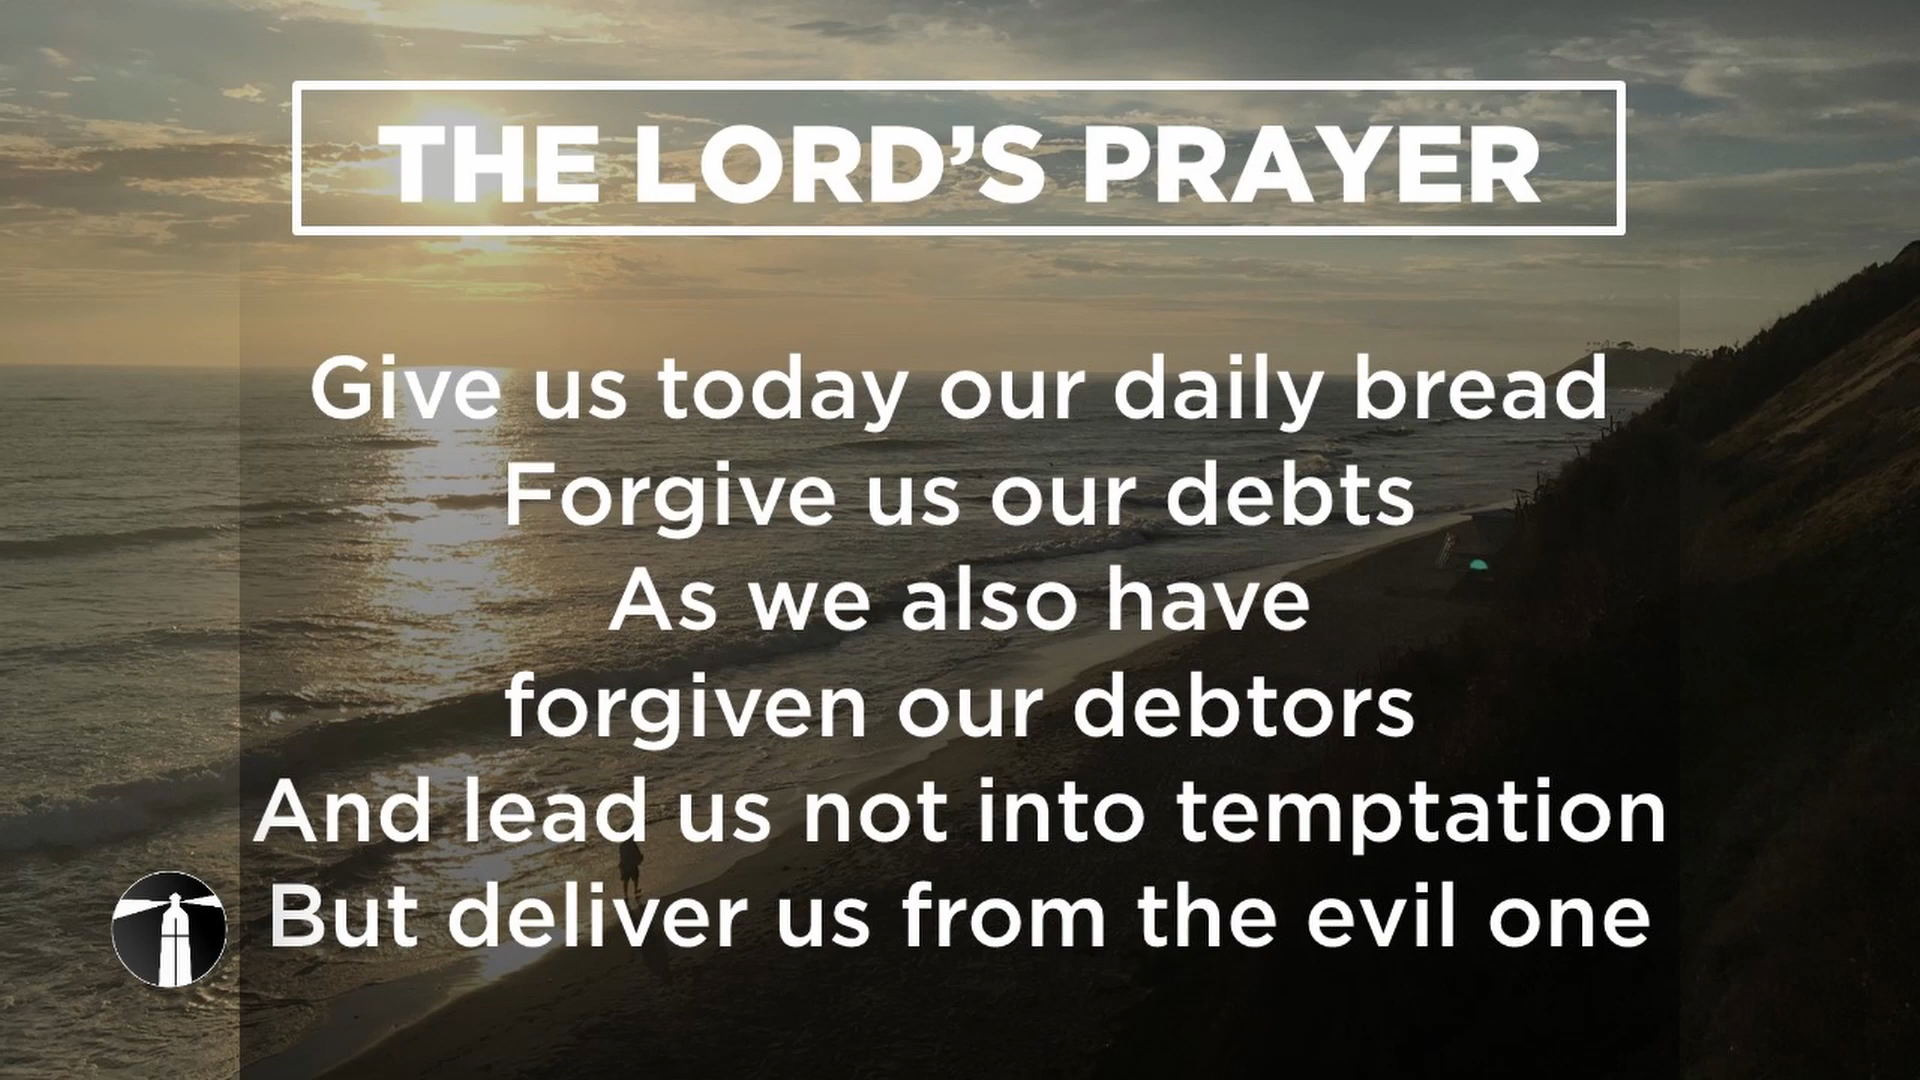 THE LORD’S PRAYER
Give us today our daily bread
Forgive us our debts
As we also have
forgiven our debtors
And lead us not into temptation
But deliver us from the evil one